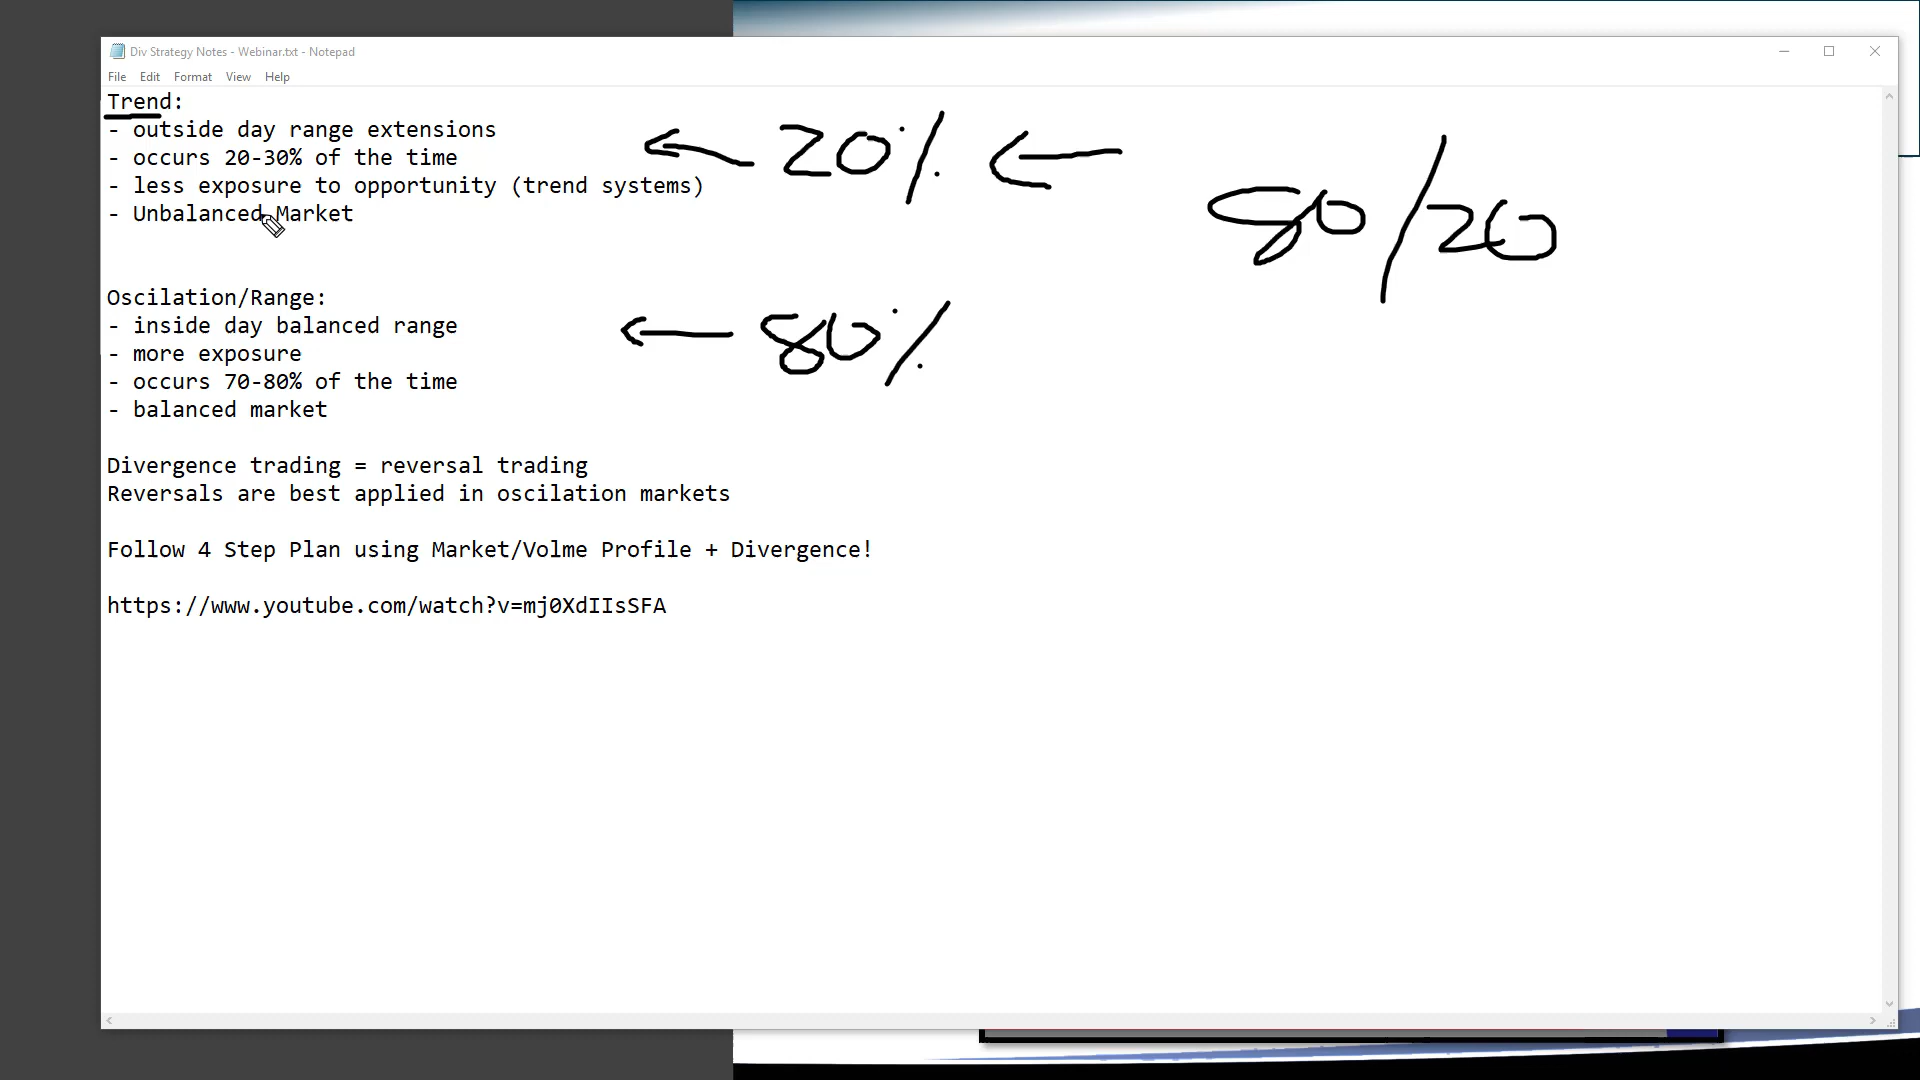 Div Strategy Notes - Webinar.txt - Notepad
File Edit Format View Help
Trend:
- outside day range extensions
- occurs 20-30% of the time
- less exposure to opportunity (trend systems)
- Unbalanced Market
20%
80/20
Oscilation/Range:
- inside day balanced range
- more exposure
- occurs 70-80% of the time
- balanced market
80%
Divergence trading = reversal trading
Reversals are best applied in oscilation markets
Follow 4 Step Plan using Market/Volme Profile + Divergence!
https://www.youtube.com/watch?v=mj0XdIIsSFA